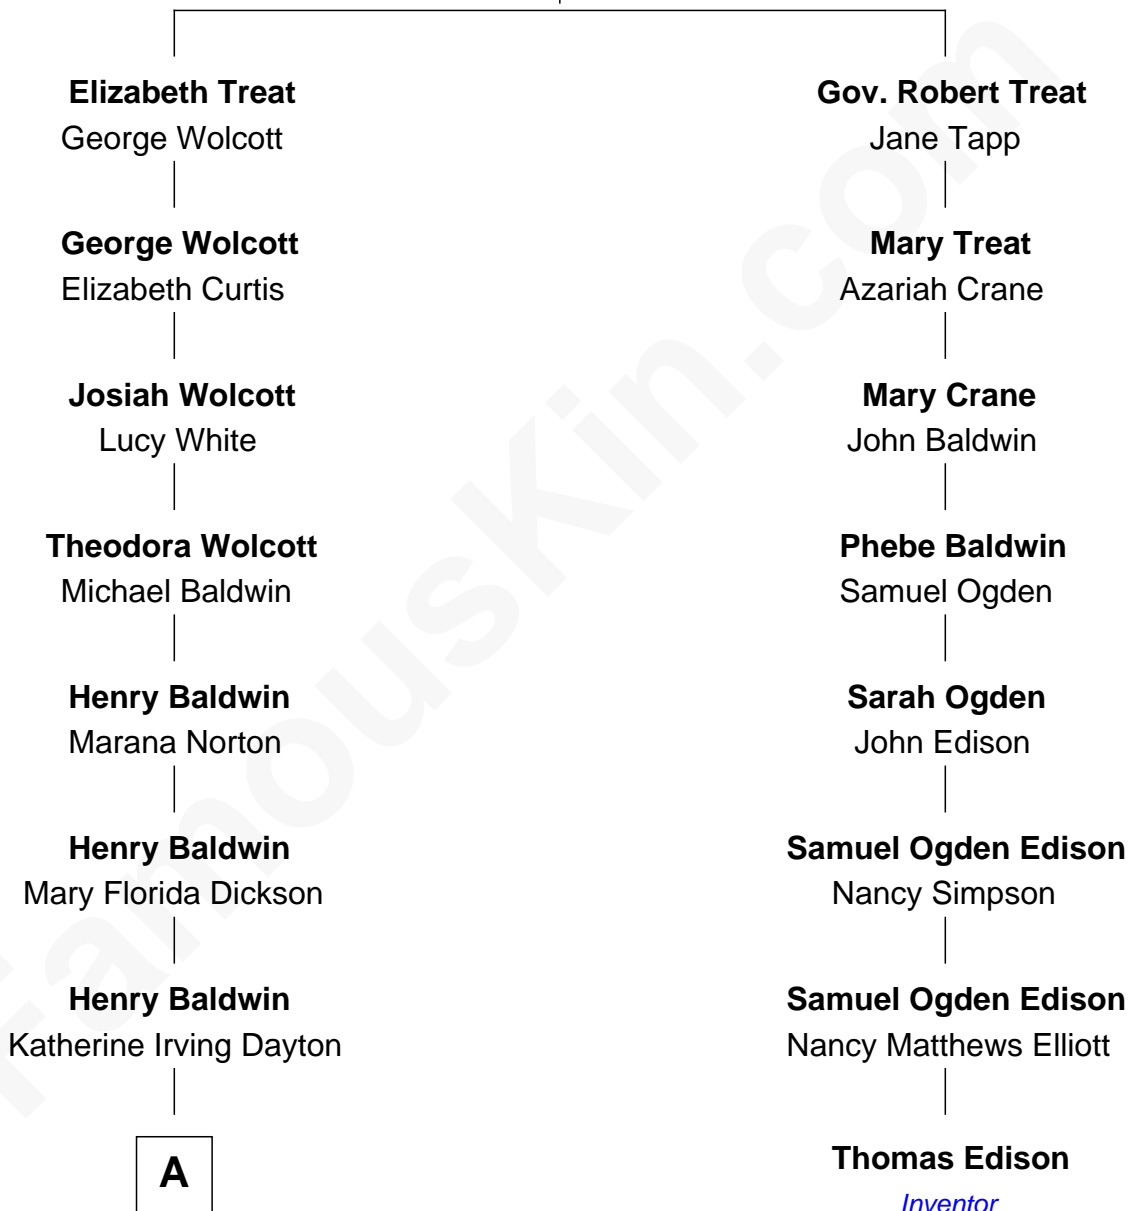 Elizabeth Treat
George Wolcott
George Wolcott
Elizabeth Curtis
Josiah Wolcott
Lucy White
Theodora Wolcott
Michael Baldwin
Henry Baldwin
Marana Norton
Henry Baldwin
Mary Florida Dickson
Henry Baldwin
Katherine Irving Dayton
A
Gov. Robert Treat
Jane Tapp
Mary Treat
Azariah Crane
Mary Crane
John Baldwin
Phebe Baldwin
Samuel Ogden
Sarah Ogden
John Edison
Samuel Ogden Edison
Nancy Simpson
Samuel Ogden Edison
Nancy Matthews Elliott
Thomas Edison
Inventor
FamousKin.com